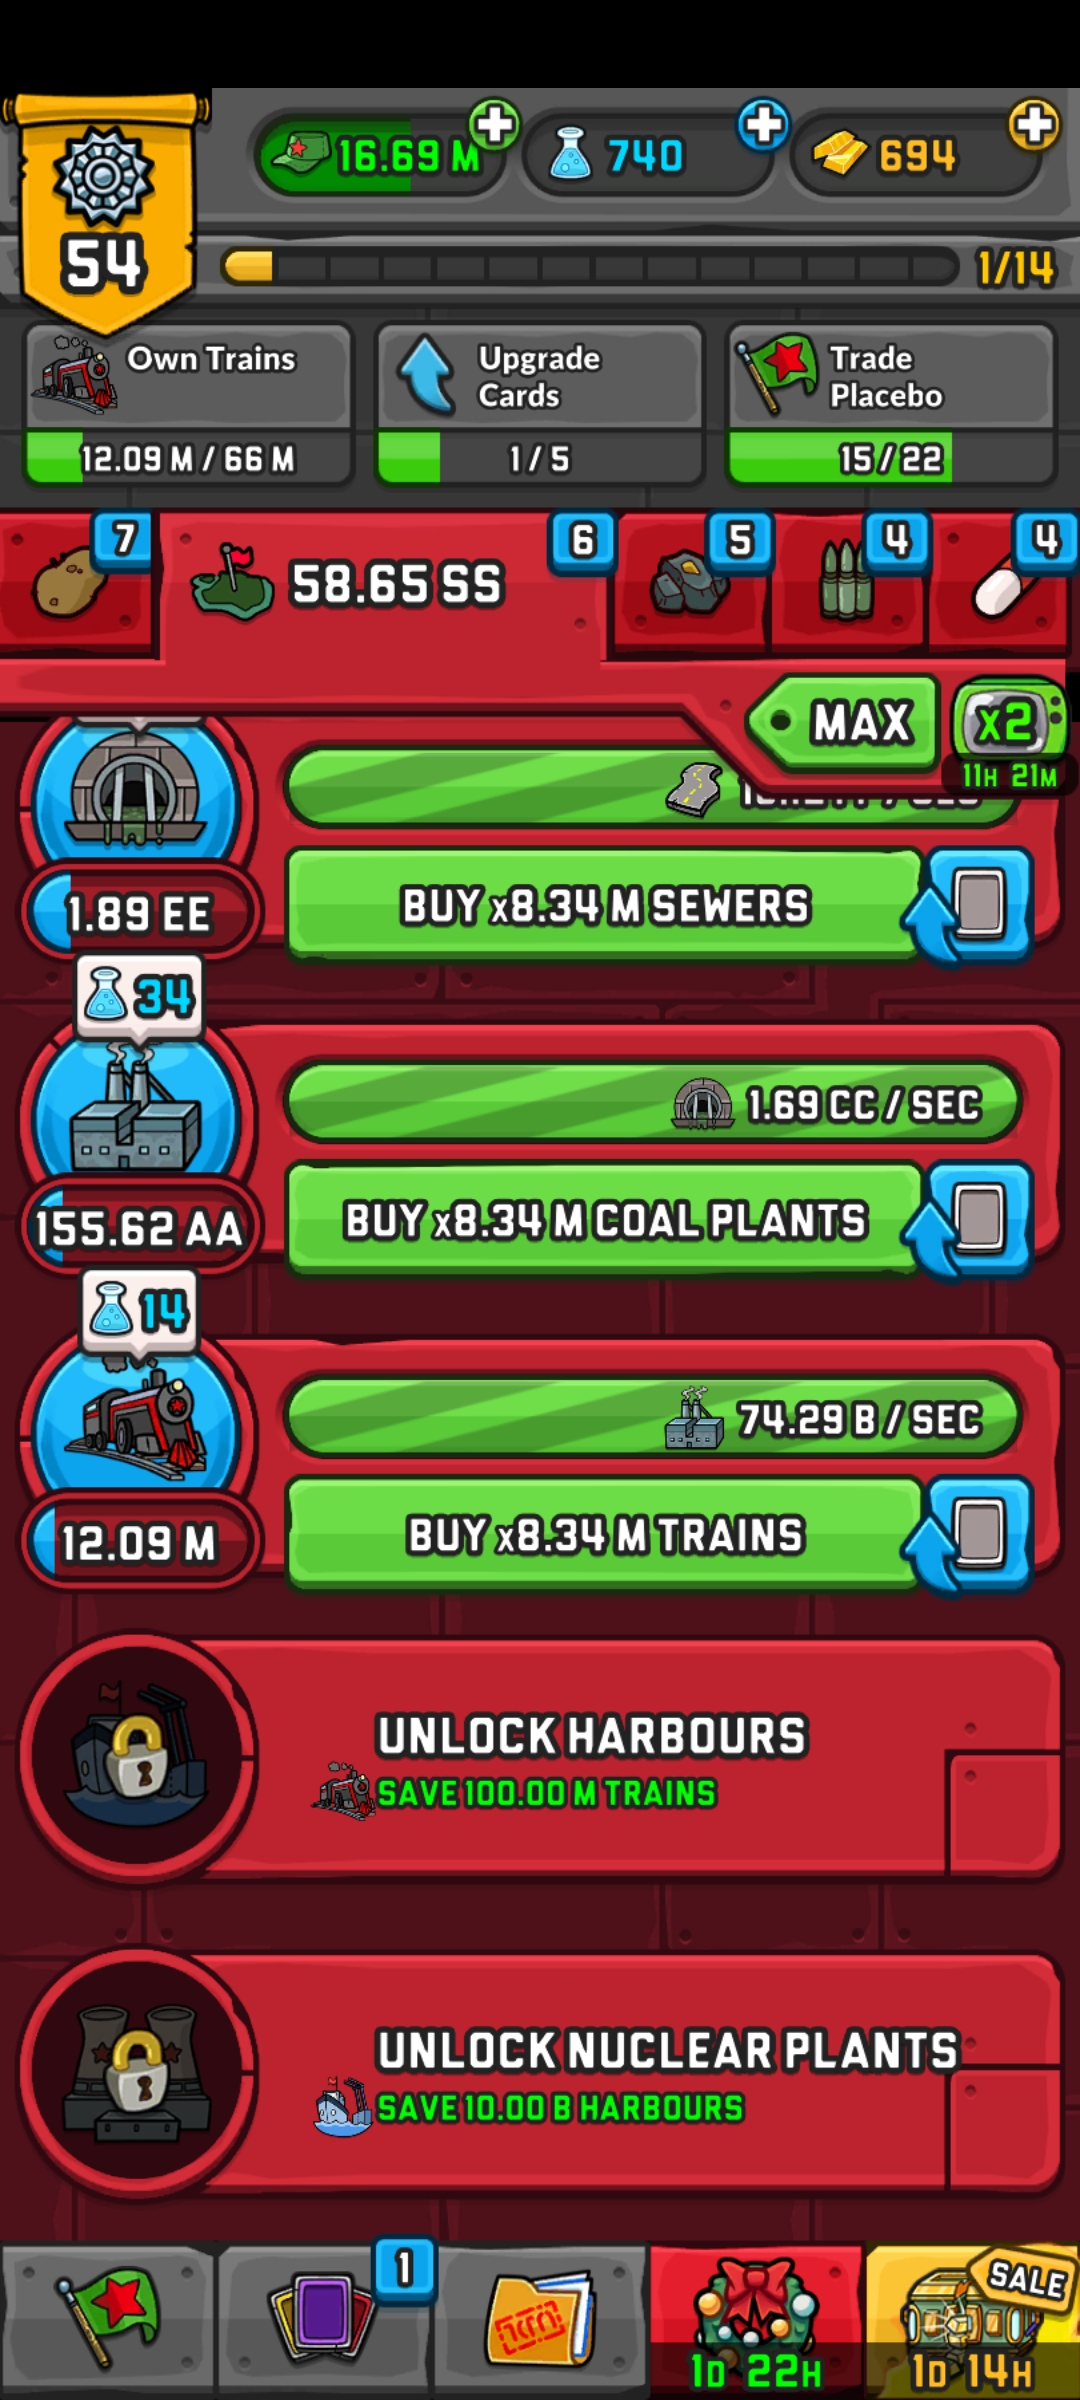 16.69 M
740
694
54
1/14
Own Trains
12.09 M / 66 M
Upgrade
Cards
1 / 5
Trade
Placebo
15 / 22
7
58.65 SS
6
5
4
4
MAX
x2
11H 21M
1.89 EE
BUY x8.34 M SEWERS
34
1.69 CC / SEC
155.62 AA
BUY x8.34 M COAL PLANTS
14
74.29 B / SEC
12.09 M
BUY x8.34 M TRAINS
UNLOCK HARBOURS
SAVE 100.00 M TRAINS
UNLOCK NUCLEAR PLANTS
SAVE 10.00 B HARBOURS
1
SALE
1D 22H
1D 14H